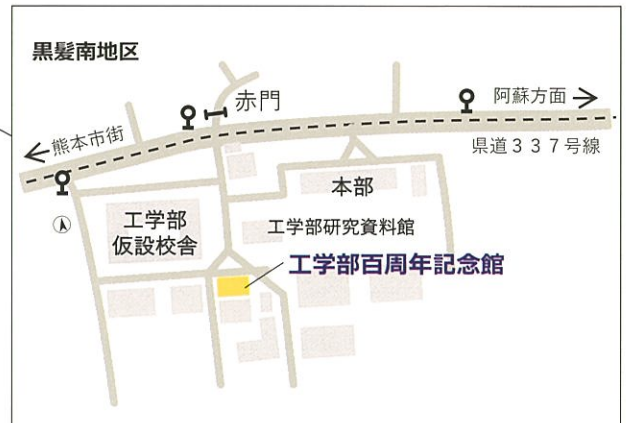 黒髪南地区
赤門
阿蘇方面
熊本市街
県道３３７号線
本部
工学部
仮設校舎
工学部研究資料館
工学部百周年記念館